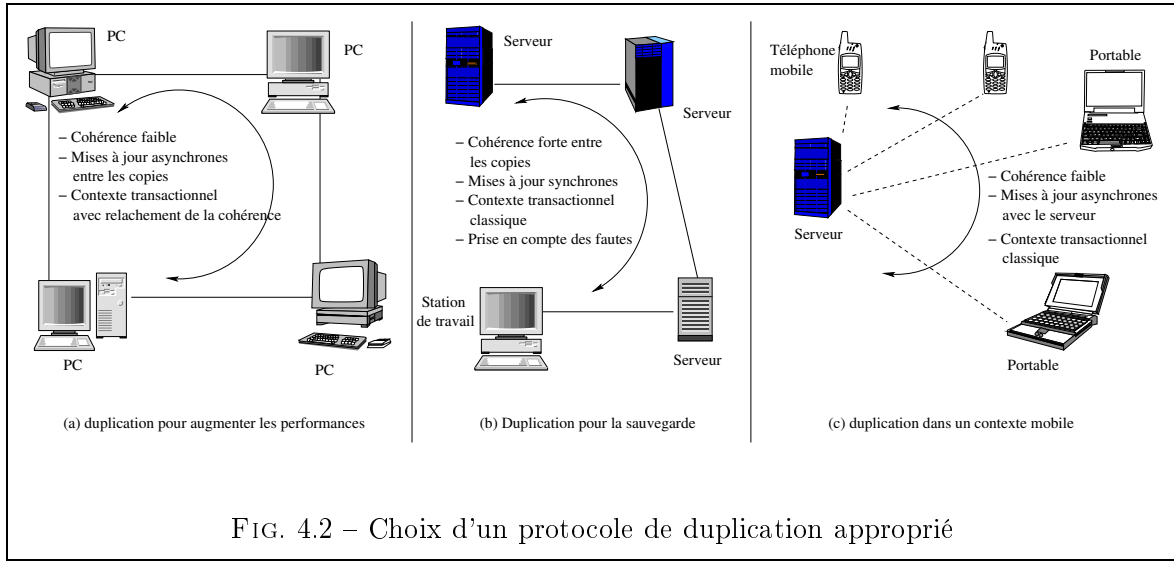 PC
PC
– Cohérence faible
– Mises à jour asynchrones
entre les copies
– Contexte transactionnel
avec relachement de la cohérence
PC
PC
(a) duplication pour augmenter les performances
Serveur
Serveur
– Cohérence forte entre
les copies
– Mises à jour synchrones
– Contexte transactionnel
classique
– Prise en compte des fautes
Station
de travail
Serveur
(b) Duplication pour la sauvegarde
Téléphone
mobile
Portable
– Cohérence faible
– Mises à jour asynchrones
avec le serveur
– Contexte transactionnel
classique
Serveur
Portable
(c) duplication dans un contexte mobile
FIG. 4.2 – Choix d'un protocole de duplication approprié